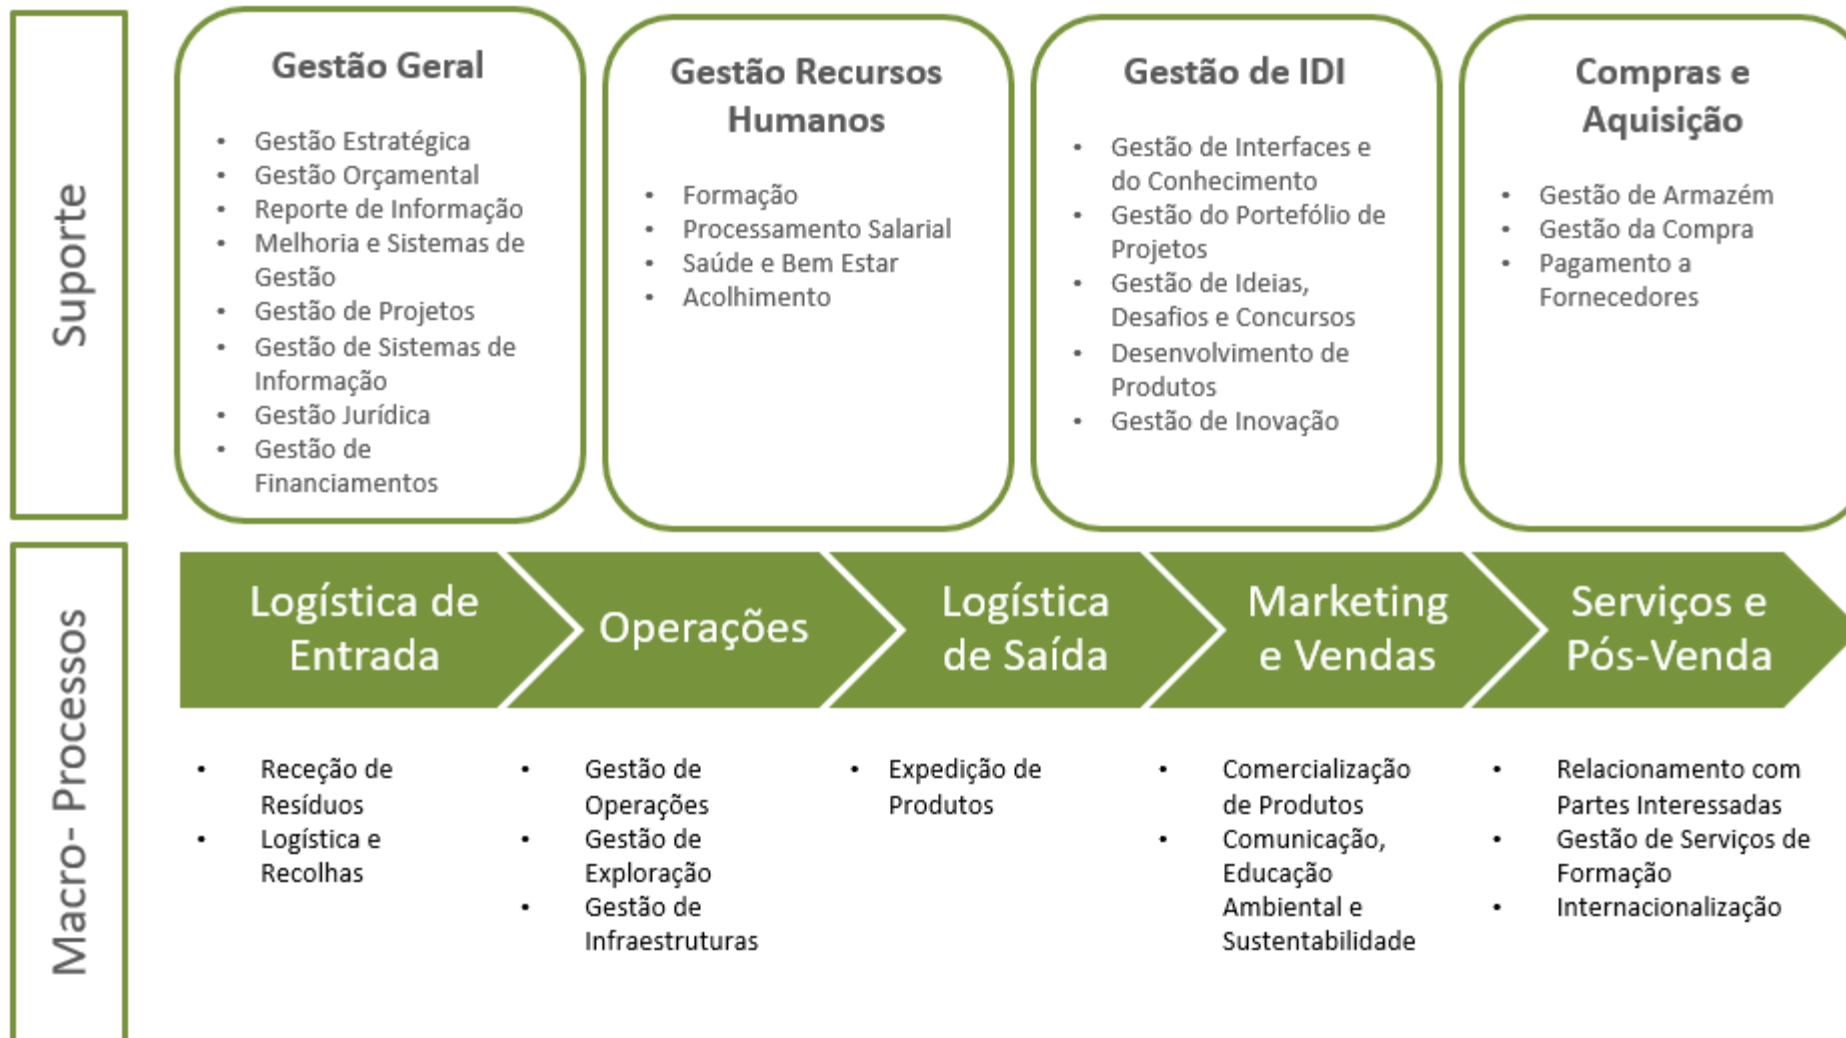 Suporte
Gestão Geral
• Gestão Estratégica
• Gestão Orçamental
• Reporte de Informação
• Melhoria e Sistemas de
Gestão
• Gestão de Projetos
• Gestão de Sistemas de
Informação
• Gestão Jurídica
• Gestão de
Financiamentos
Gestão Recursos
Humanos
• Formação
• Processamento Salarial
• Saúde e Bem Estar
• Acolhimento
Gestão de IDI
• Gestão de Interfaces e
do Conhecimento
• Gestão do Portefólio de
Projetos
• Gestão de Ideias,
Desafios e Concursos
• Desenvolvimento de
Produtos
• Gestão de Inovação
Compras e
Aquisição
• Gestão de Armazém
• Gestão da Compra
• Pagamento a
Fornecedores
Macro- Processos
Logística de
Entrada
• Receção de
Resíduos
• Logística e
Recolhas
Operações
• Gestão de
Operações
• Gestão de
Exploração
• Gestão de
Infraestruturas
Logística
de Saída
• Expedição de
Produtos
Marketing
e Vendas
• Comercialização
de Produtos
• Comunicação,
Educação
Ambiental e
Sustentabilidade
Serviços e
Pós-Venda
• Relacionamento com
Partes Interessadas
• Gestão de Serviços de
Formação
• Internacionalização